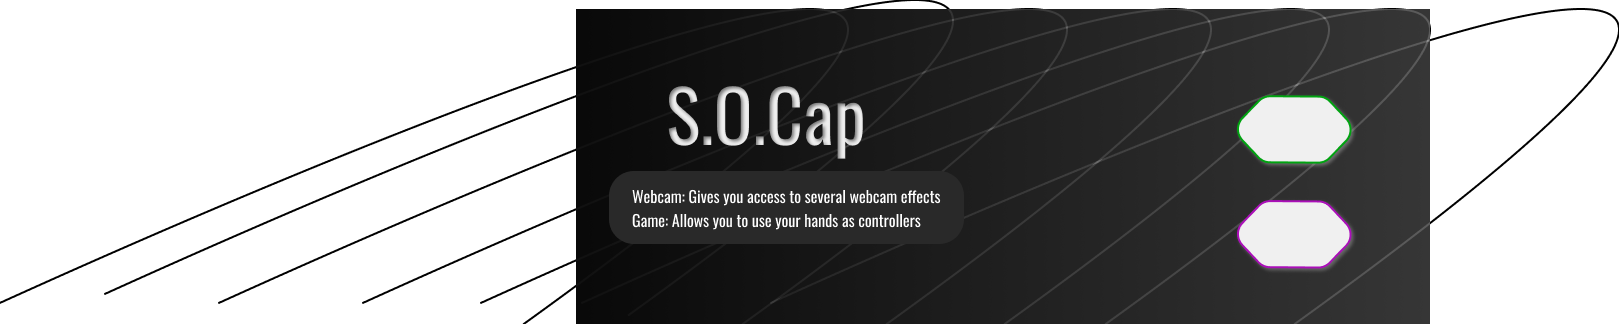 S.O.Cap
Webcam: Gives you access to several webcam effects
Game: Allows you to use your hands as controllers